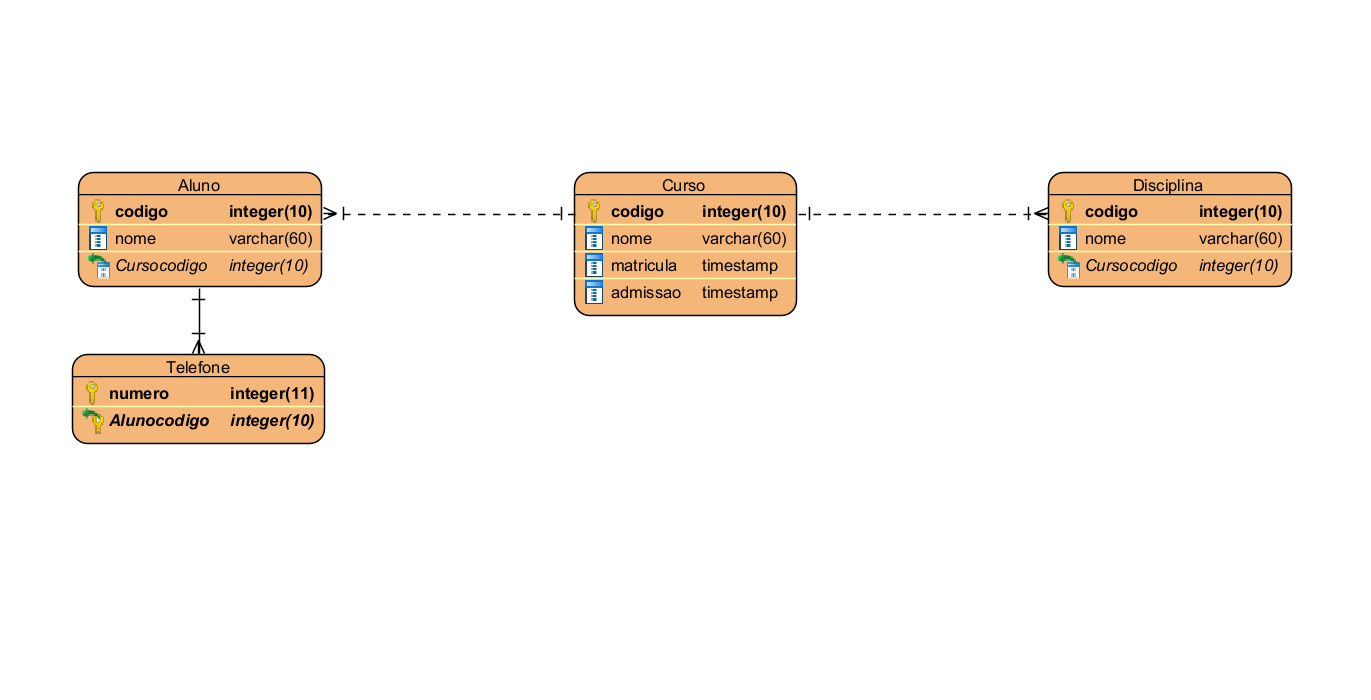 Aluno
codigo integer(10)
nome varchar(60)
Cursocodigo integer(10)
Curso
codigo integer(10)
nome varchar(60)
matricula timestamp
admissao timestamp
Disciplina
codigo integer(10)
nome varchar(60)
Cursocodigo integer(10)
Telefone
numero integer(11)
Alunocodigo integer(10)